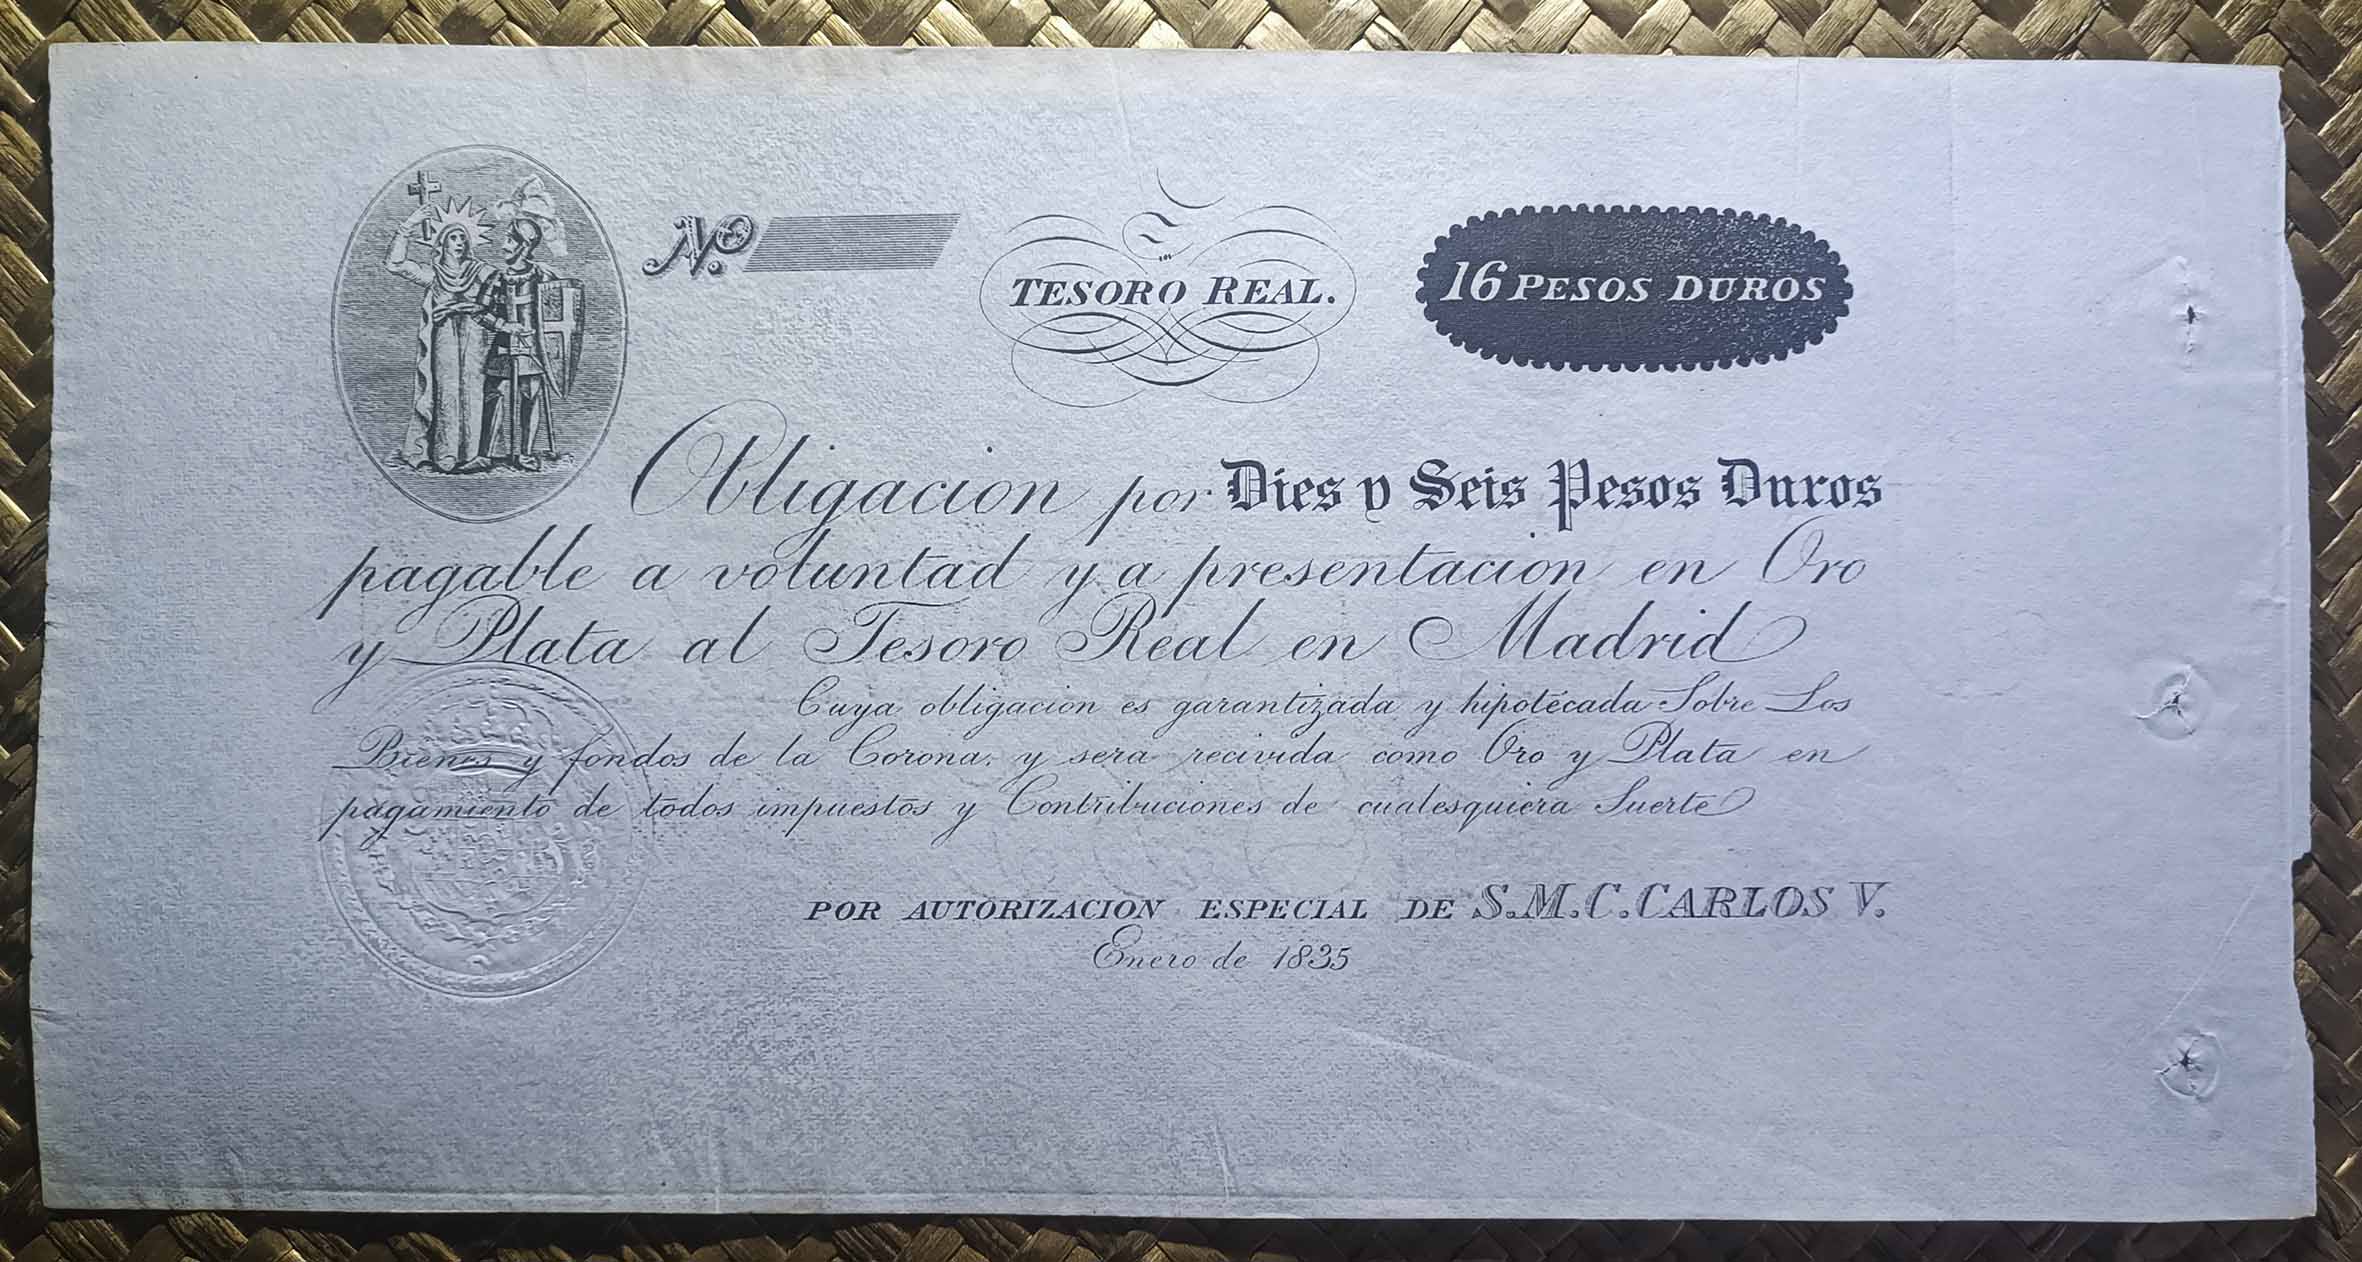 No.
TESORO REAL.
16 PESOS DUROS
Obligacion por Dies y Seis Pesos Duros
pagable a voluntad y a presentacion en Oro
y Plata al Tesoro Real en Madrid
Cuya obligacion es garantizada y hipotécada Sobre Los
Bienes y fondos de la Corona, y sera recivida como Oro y Plata en
pagamiento de todos impuestos y Contribuciones de cualesquiera Suerte
POR AUTORIZACION ESPECIAL DE S.M.C. CARLOS V.
Enero de 1835